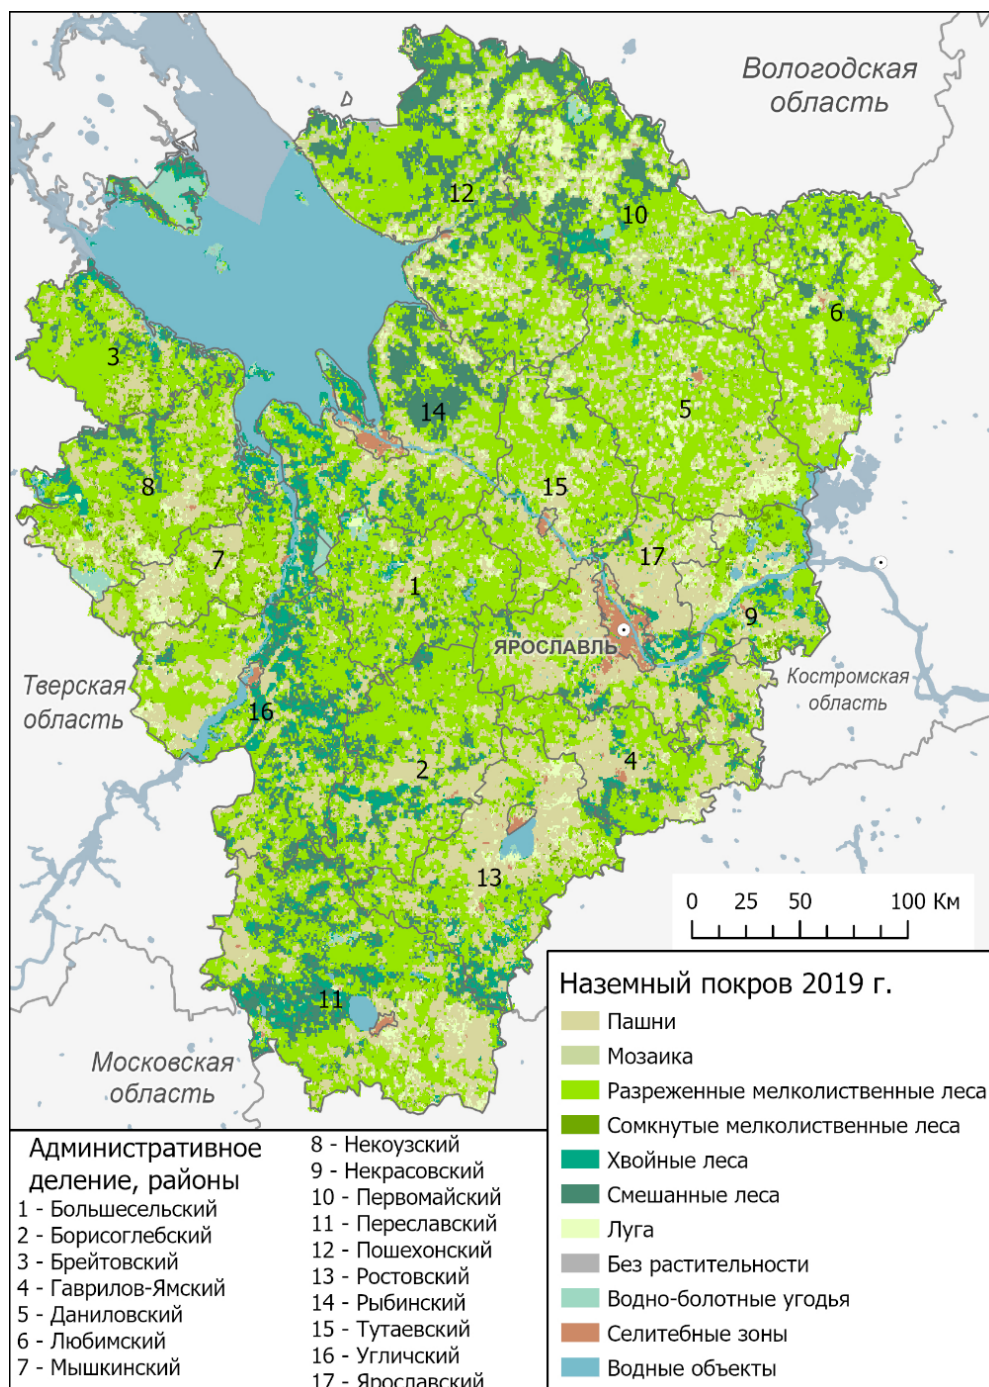 Вологодская
область
12
10
6
3
5
14
8
15
7
17
1
9
ЯРОСЛАВЛЬ
Тверская
область
Костромская
область
16
2
4
13
0 25 50 100 Км
11
Московская
область
Наземный покров 2019 г.
Пашни
Мозаика
Разреженные мелколиственные леса
Сомкнутые мелколиственные леса
Хвойные леса
Смешанные леса
Луга
Без растительности
Водно-болотные угодья
Селитебные зоны
Водные объекты
Административное
деление, районы
1 - Большесельский
2 - Борисоглебский
3 - Брейтовский
4 - Гаврилов-Ямский
5 - Даниловский
6 - Любимский
7 - Мышкинский
8 - Некоузский
9 - Некрасовский
10 - Первомайский
11 - Переславский
12 - Пошехонский
13 - Ростовский
14 - Рыбинский
15 - Тутаевский
16 - Угличский
17 - Ярославский